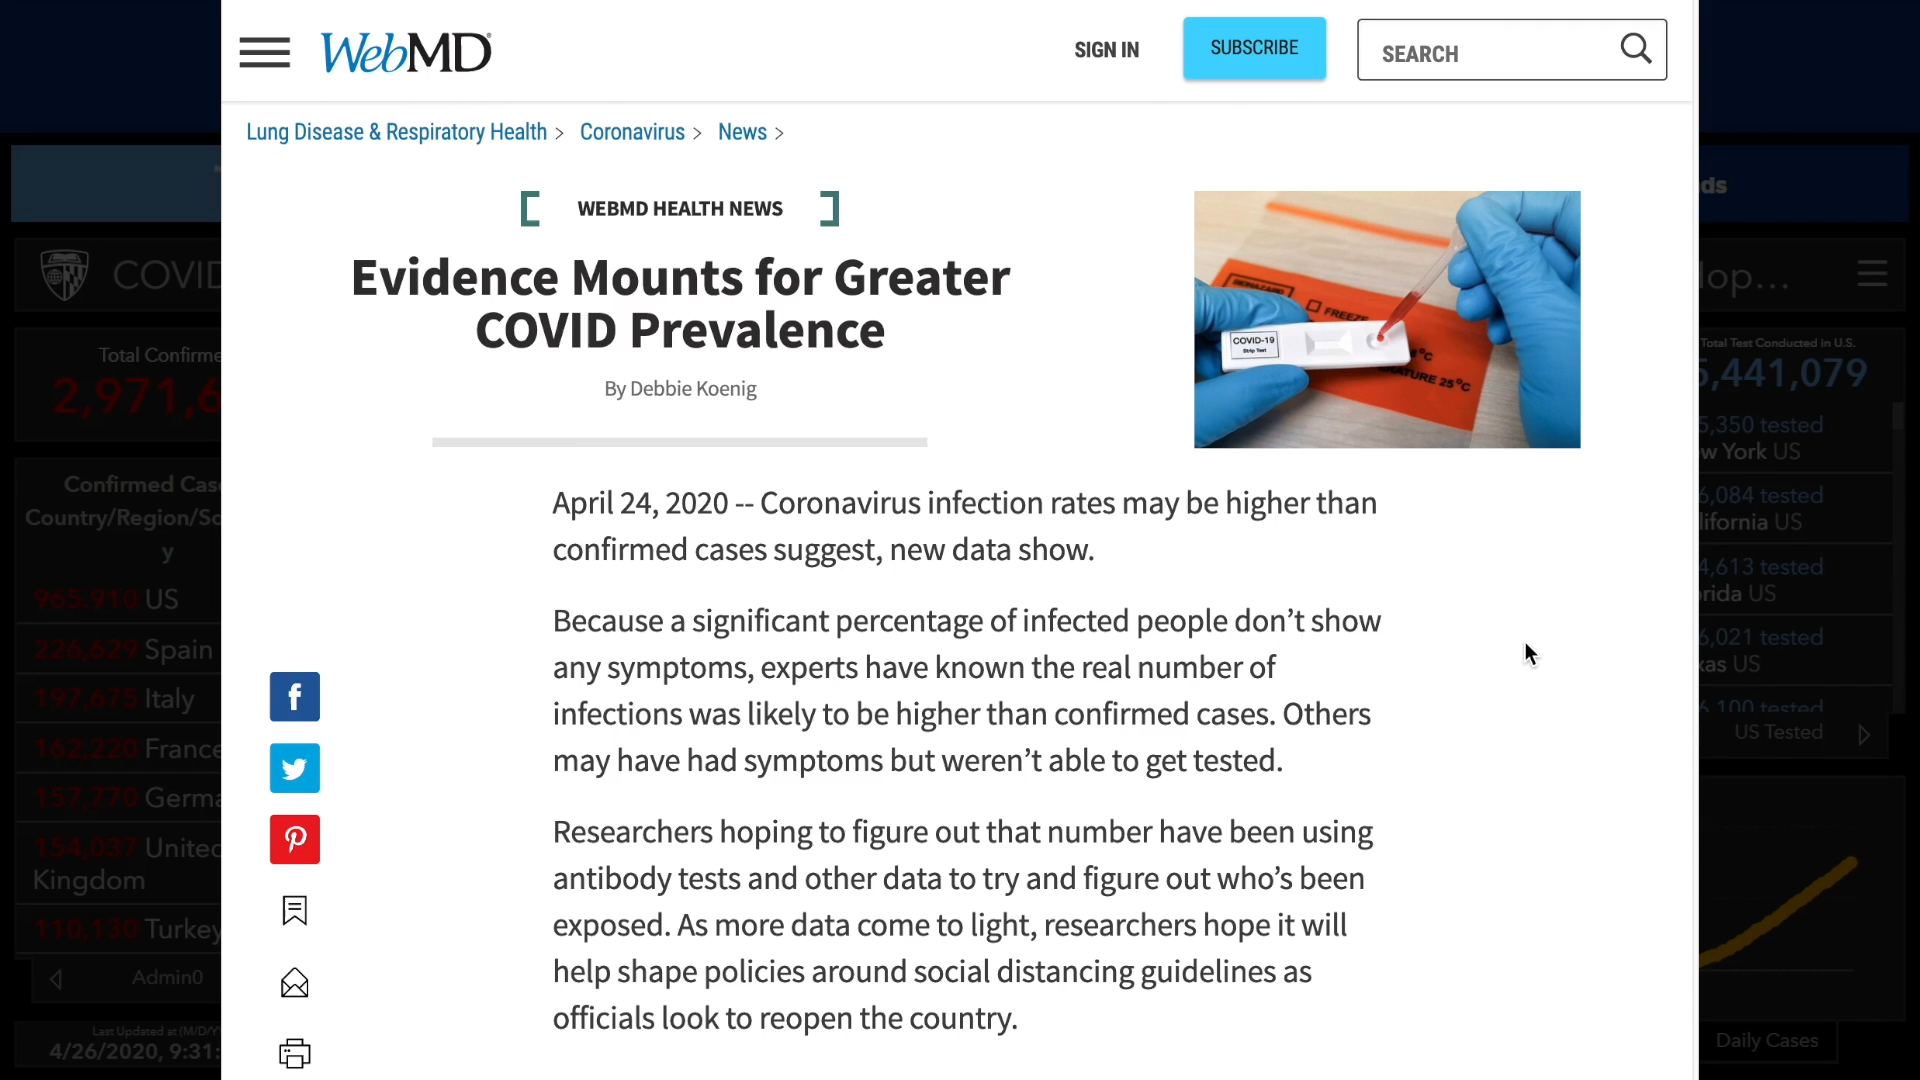 WebMD
SIGN IN
SUBSCRIBE
SEARCH
Lung Disease & Respiratory Health >
Coronavirus >
News >
WEBMD HEALTH NEWS
Evidence Mounts for Greater
COVID Prevalence
By Debbie Koenig
COVID-19
Strip Test
FREEZE
April 24, 2020 -- Coronavirus infection rates may be higher than
confirmed cases suggest, new data show.
Because a significant percentage of infected people don’t show
any symptoms, experts have known the real number of
infections was likely to be higher than confirmed cases. Others
may have had symptoms but weren’t able to get tested.
Researchers hoping to figure out that number have been using
antibody tests and other data to try and figure out who’s been
exposed. As more data come to light, researchers hope it will
help shape policies around social distancing guidelines as
officials look to reopen the country.
COVID
Total Confirme
2,971,6
Confirmed Cas
Country/Region/So
y
965,910 US
226,629 Spain
197,675 Italy
162,220 France
157,770 Germa
154,037 United
Kingdom
110,130 Turkey
Admin0
Last Updated at (M/D/Y
4/26/2020, 9:31:
ds
lop...
Total Test Conducted in U.S.
5,441,079
5,350 tested
w York US
6,084 tested
lifornia US
4,613 tested
rida US
6,021 tested
xas US
6,100 tested
US Tested
Daily Cases